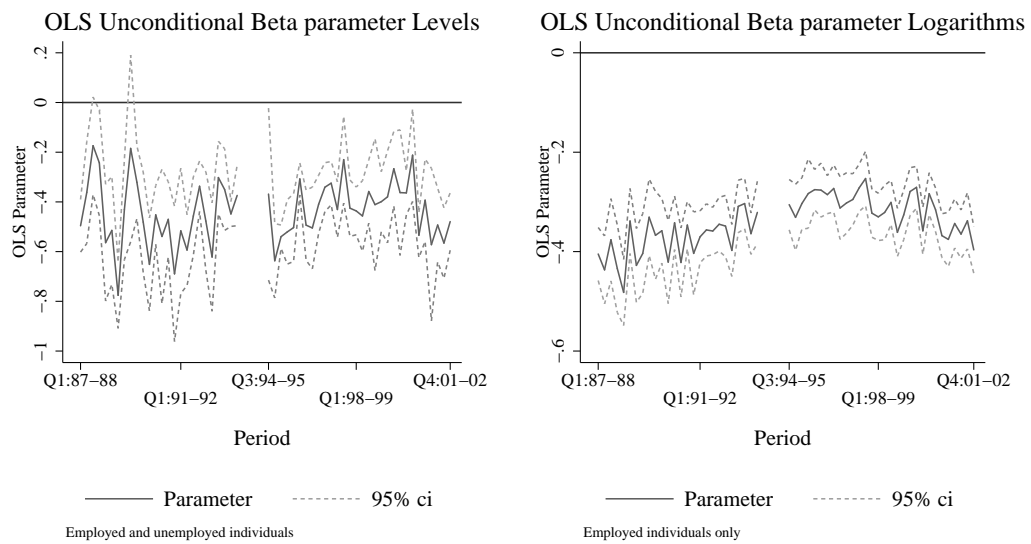 OLS Unconditional Beta parameter Levels
OLS Parameter
.2
0
−.2
−.4
−.6
−.8
−1
Q1:87−88
Q3:94−95
Q4:01−02
Q1:91−92
Q1:98−99
Period
Parameter
95% ci
Employed and unemployed individuals
OLS Unconditional Beta parameter Logarithms
OLS Parameter
0
−.2
−.4
−.6
Q1:87−88
Q3:94−95
Q4:01−02
Q1:91−92
Q1:98−99
Period
Parameter
95% ci
Employed individuals only